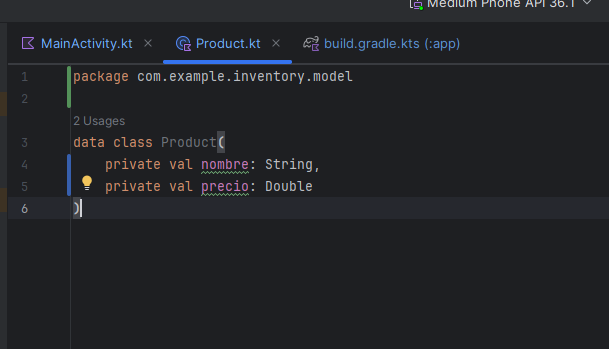 Medium Phone API 36.1
MainActivity.kt Product.kt build.gradle.kts (:app)
1 package com.example.inventory.model
2
2 Usages
3 data class Product(
4 private val nombre: String,
5 private val precio: Double
6 )